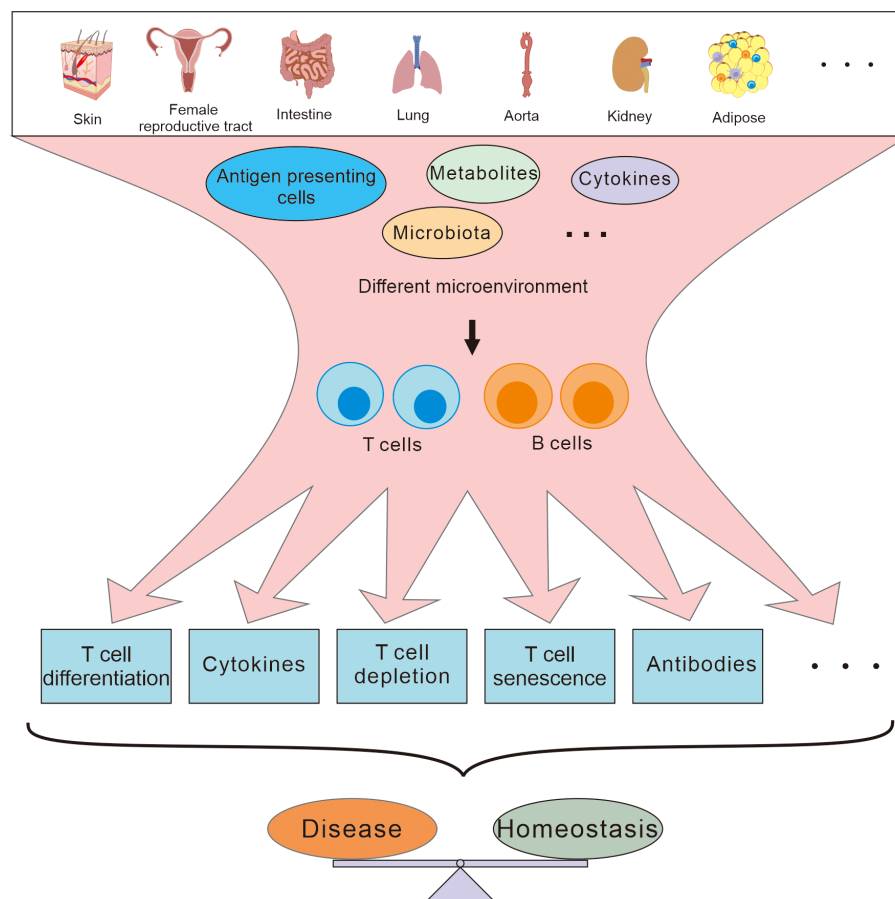 Skin
Female
reproductive tract
Intestine
Lung
Aorta
Kidney
Adipose
. . .
Antigen presenting
cells
Metabolites
Cytokines
Microbiota
...
Different microenvironment
T cells
B cells
T cell
differentiation
Cytokines
T cell
depletion
T cell
senescence
Antibodies
. . .
Disease
Homeostasis